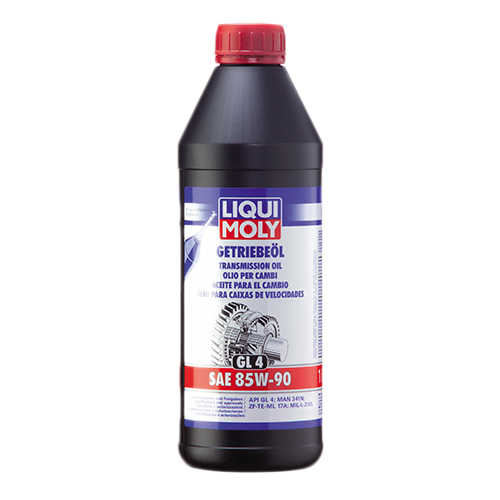 LIQUI
MOLY
GETRIEBEÖL
TRANSMISSION OIL
OLIO PER CAMBI
ACEITE PARA EL CAMBIO
PARA CAIXAS DE VELOCIDADES
GL 4
SAE 85W-90
1
API GL 4; MAN 341N;
ZF-TE-ML 17A; MIL-L-2105